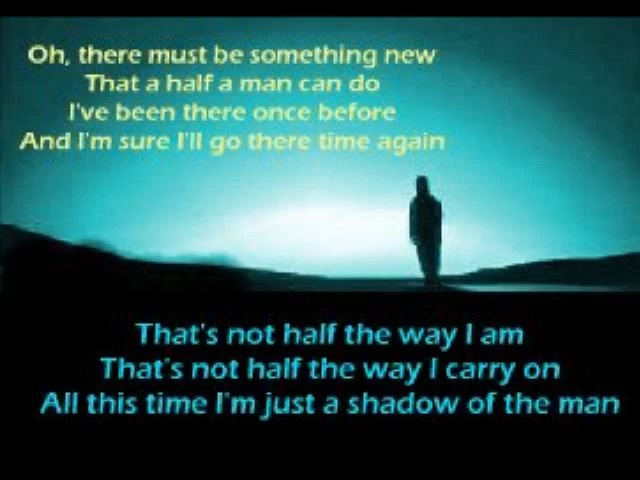 Oh, there must be something new
That a half a man can do
I've been there once before
And I'm sure I'll go there time again
That's not half the way I am
That's not half the way I carry on
All this time I'm just a shadow of the man